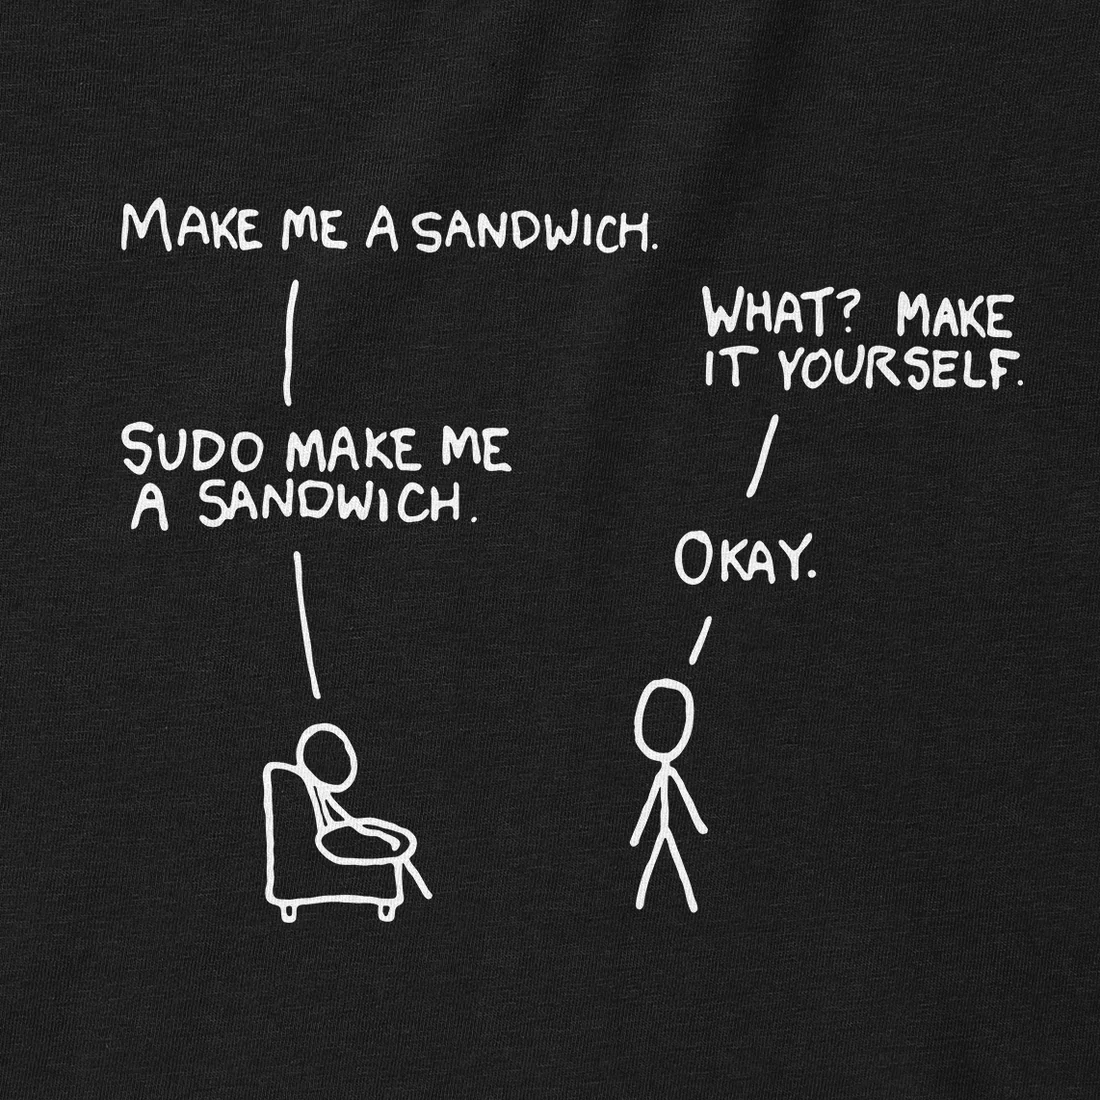 MAKE ME A SANDWICH.
WHAT? MAKE
IT YOURSELF.
SUDO MAKE ME
A SANDWICH.
OKAY.